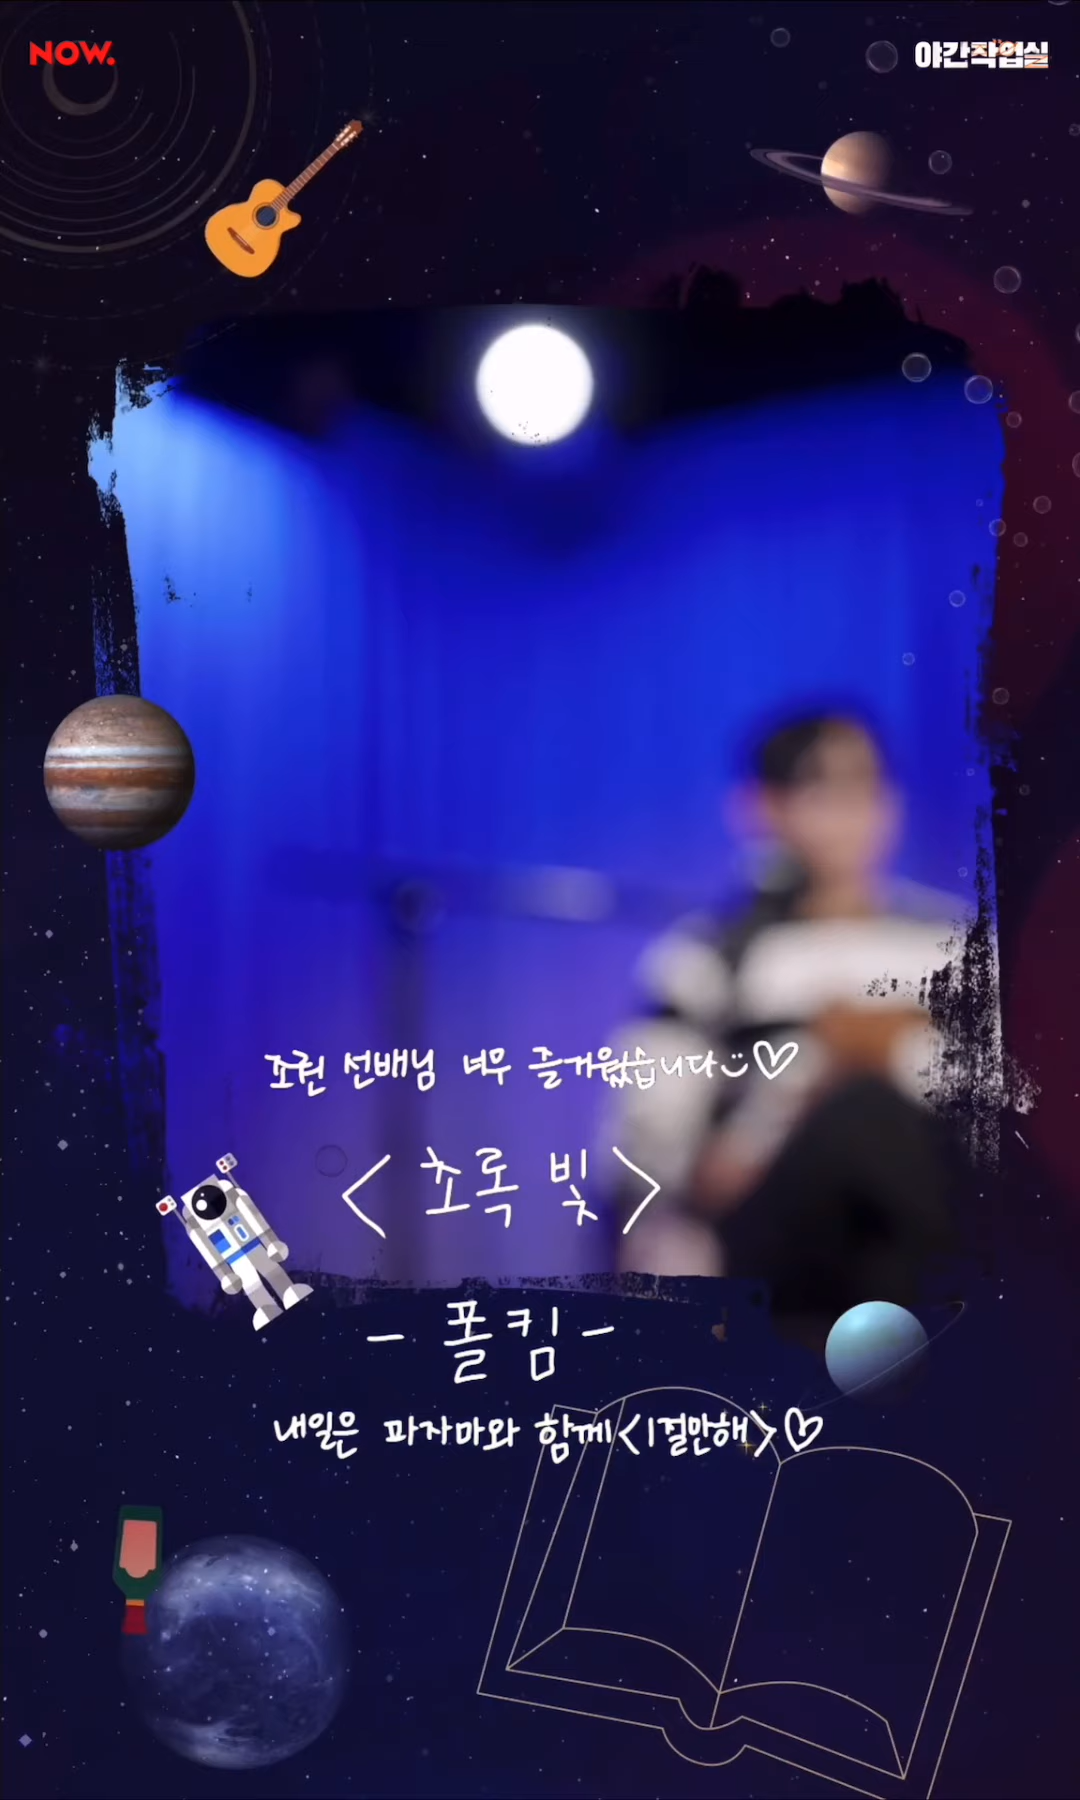 NOW.
야간작업실
조린 선배님 너무 즐거웠습니다
<초록빛>
- 폴킴 -
내일은 파자마와 함께 <1절만해>